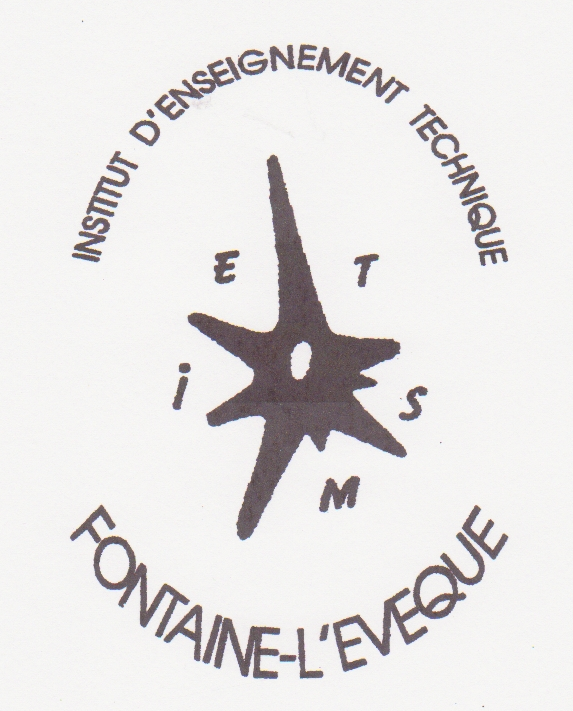 INSTITUT D'ENSEIGNEMENT TECHNIQUE
E T
i S
M
FONTAINE-L'EVEQUE